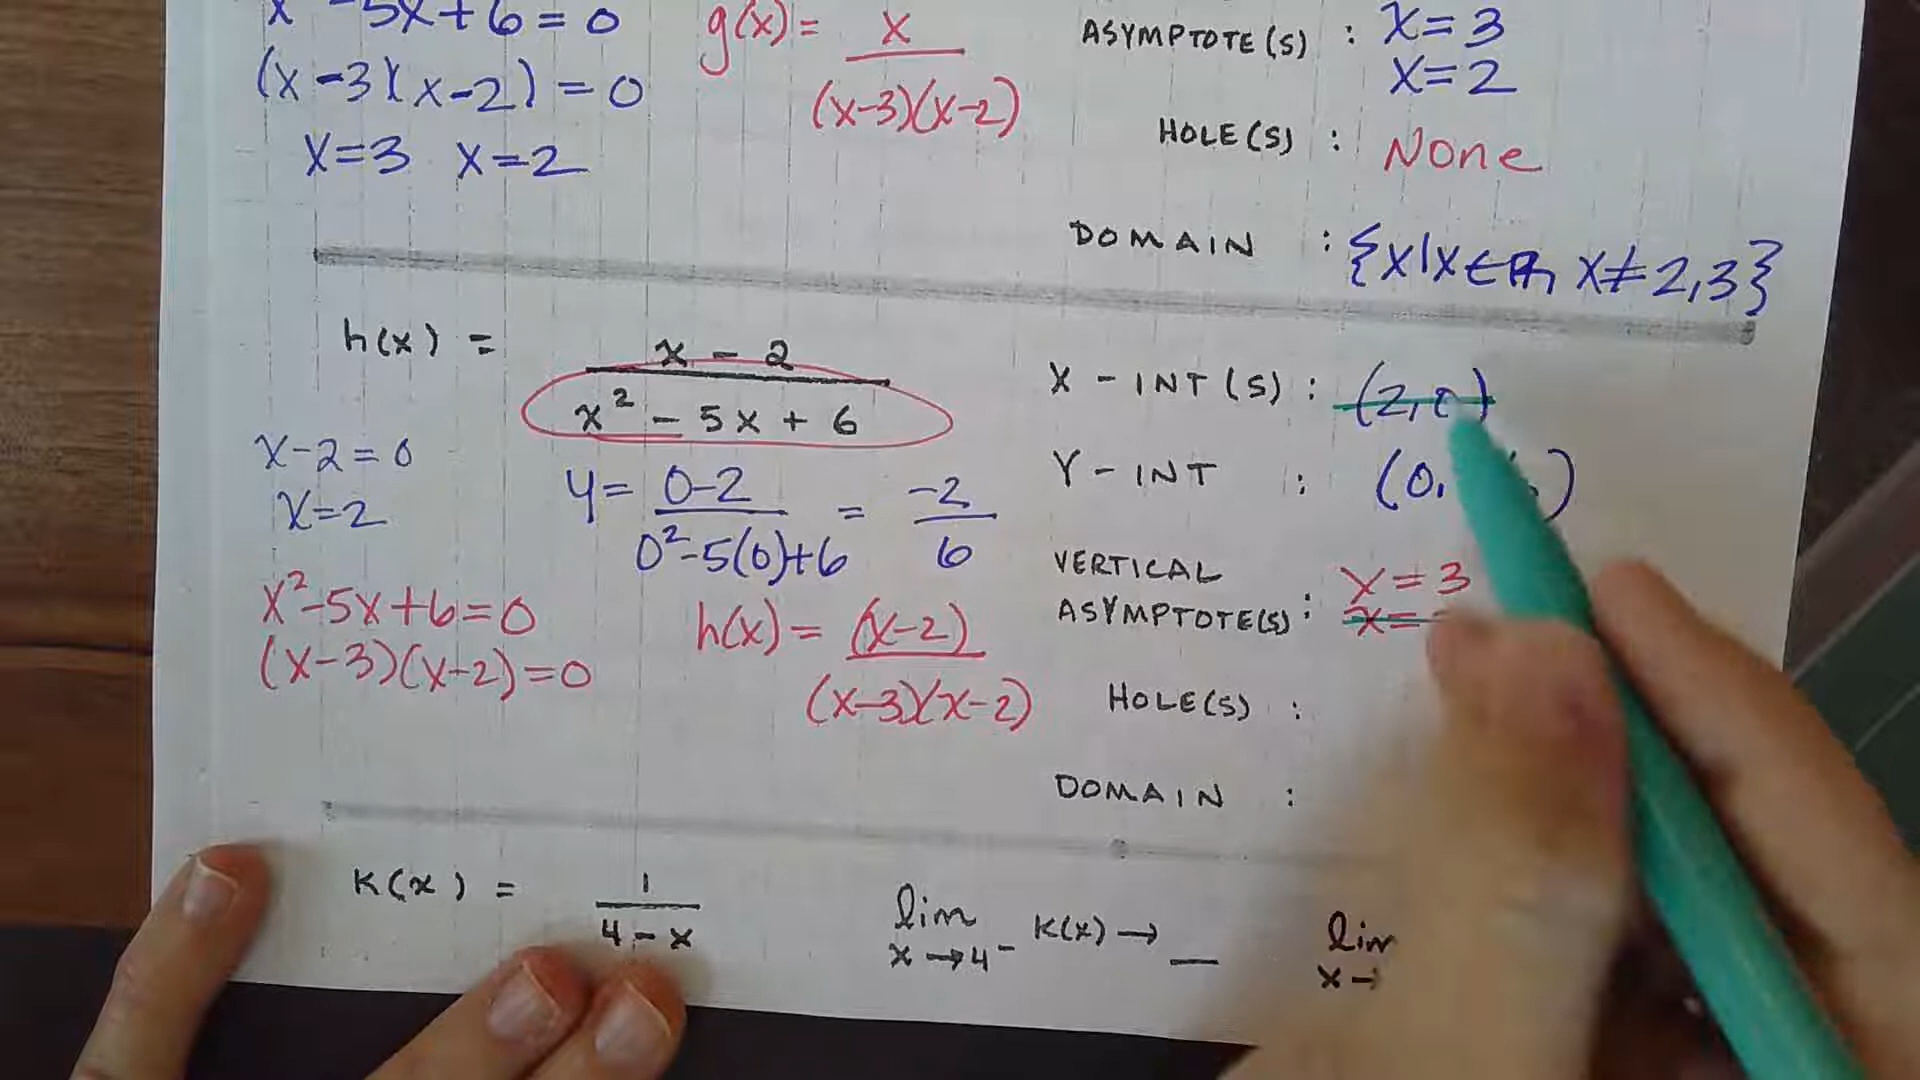 x² - 5x + 6 = 0
(x - 3)(x - 2) = 0
x = 3 x = 2
g(x) = x / (x-3)(x-2)
ASYMPTOTE(S) : x = 3
x = 2
HOLE(S) : None
DOMAIN : {x|x∈R, x≠2,3}
h(x) = x - 2 / x² - 5x + 6
x-2=0
x=2
y = 0-2 / 0²-5(0)+6 = -2 / 6
x²-5x+6=0
(x-3)(x-2)=0
h(x) = (x-2) / (x-3)(x-2)
X - INT(S) : (2,0)
Y - INT : (0,
VERTICAL
ASYMPTOTE(S) : x = 3
x =
HOLE(S) :
DOMAIN :
K(x) = 1 / 4 - x
lim x→4⁻ K(x) → __
lim x→